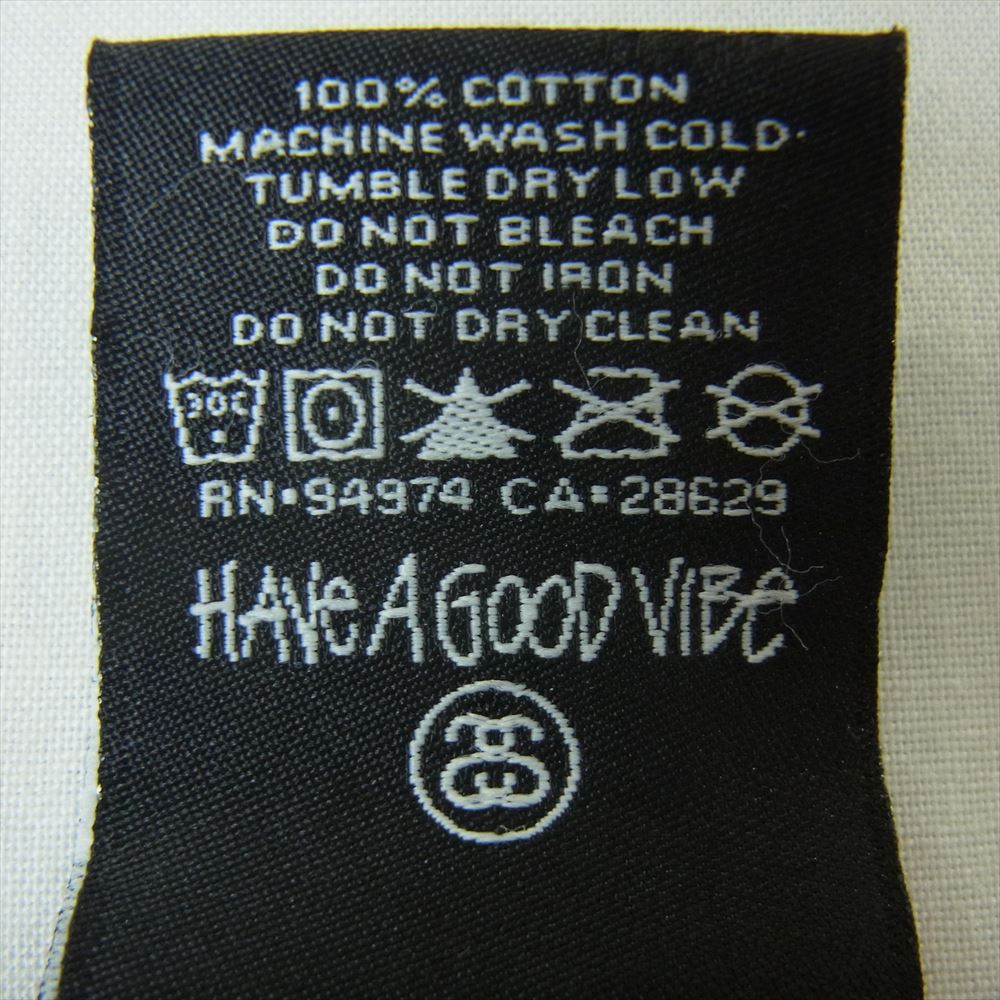 100% COTTON
MACHINE WASH COLD
TUMBLE DRY LOW
DO NOT BLEACH
DO NOT IRON
DO NOT DRY CLEAN
30C
RN•94974 CA:28629
HAVE A GOOD VIBE